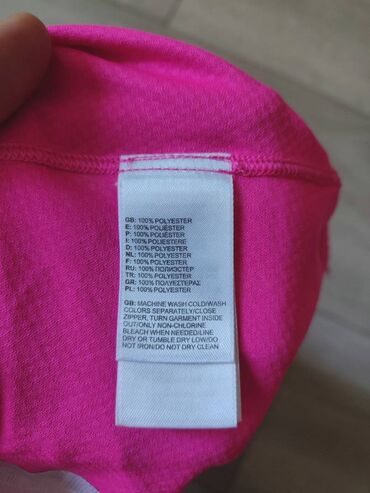 GB: 100% POLYESTER
E: 100% POLIÉSTER
P: 100% POLIÉSTER
I: 100% POLIESTERE
D: 100% POLYESTER
NL: 100% POLYESTER
F: 100% POLYESTER
RU: 100% ПОЛИЭСТЕР
TR: 100% POLYESTER
GR: 100% ΠΟΛΥΕΣΤΕΡΑΣ
PL: 100% POLYESTER
GB: MACHINE WASH COLD/WASH
COLORS SEPARATELY/CLOSE
ZIPPER, TURN GARMENT INSIDE
OUT/ONLY NON-CHLORINE
BLEACH WHEN NEEDED/LINE
DRY OR TUMBLE DRY LOW/DO
NOT IRON/DO NOT DRY CLEAN